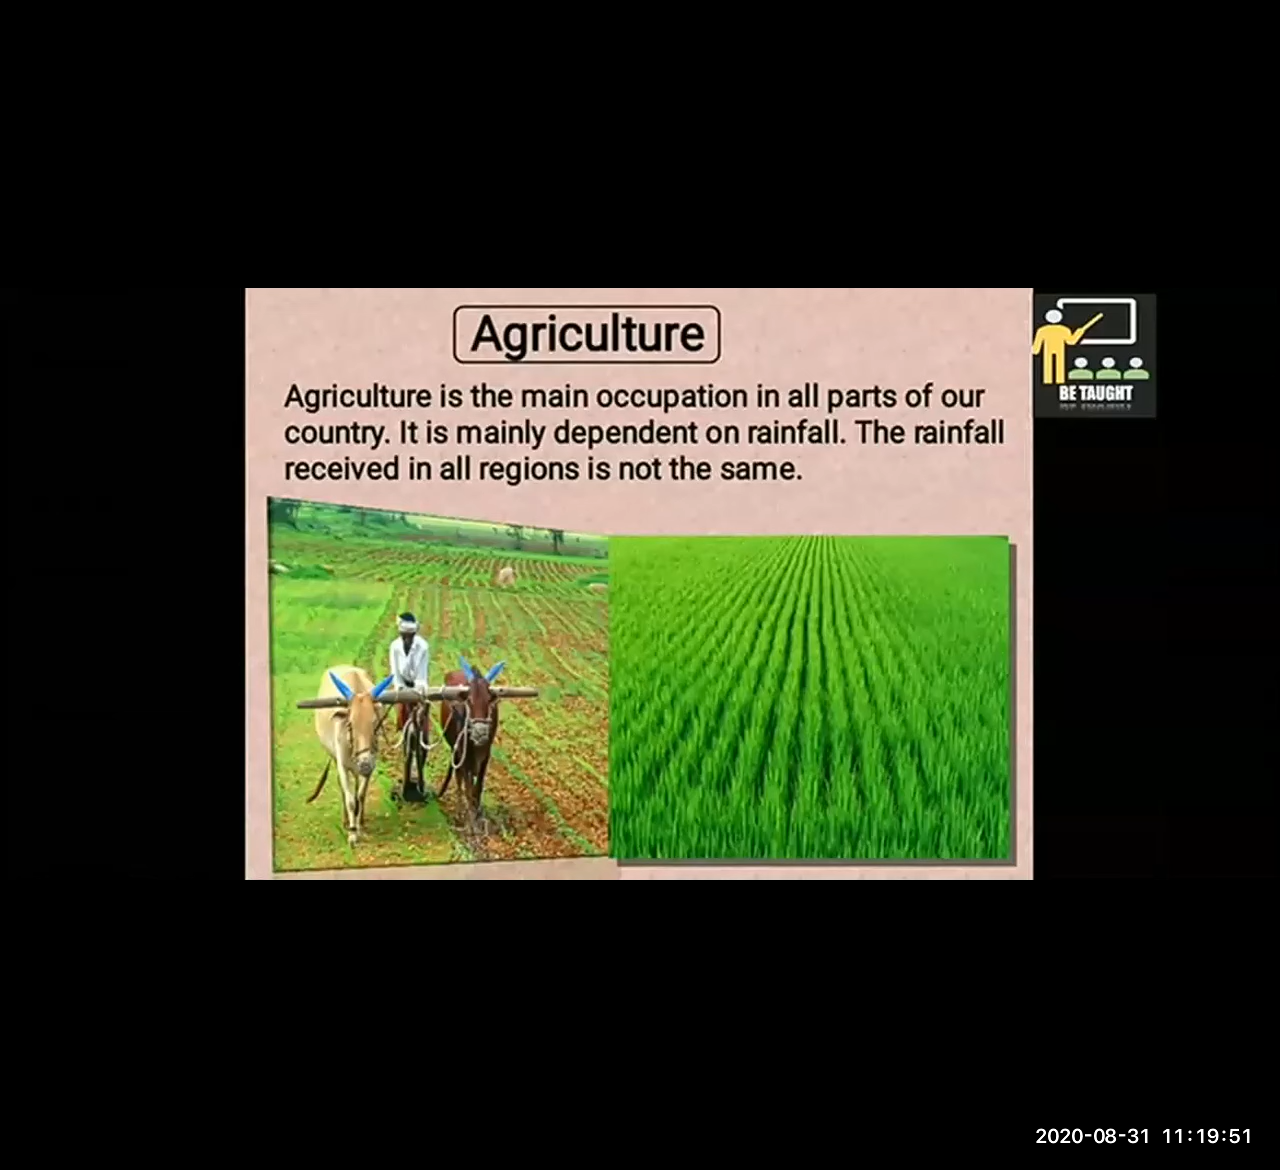 Agriculture
Agriculture is the main occupation in all parts of our
country. It is mainly dependent on rainfall. The rainfall
received in all regions is not the same.
BE TAUGHT
2020-08-31 11:19:51